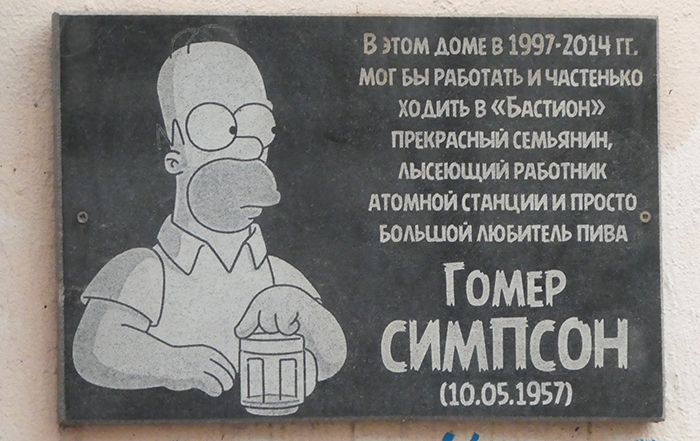 В этом доме в 1997-2014 гг.
мог бы работать и частенько
ходить в «Бастион»
прекрасный семьянин,
лысеющий работник
атомной станции и просто
большой любитель пива
Гомер
Симпсон
(10.05.1957)